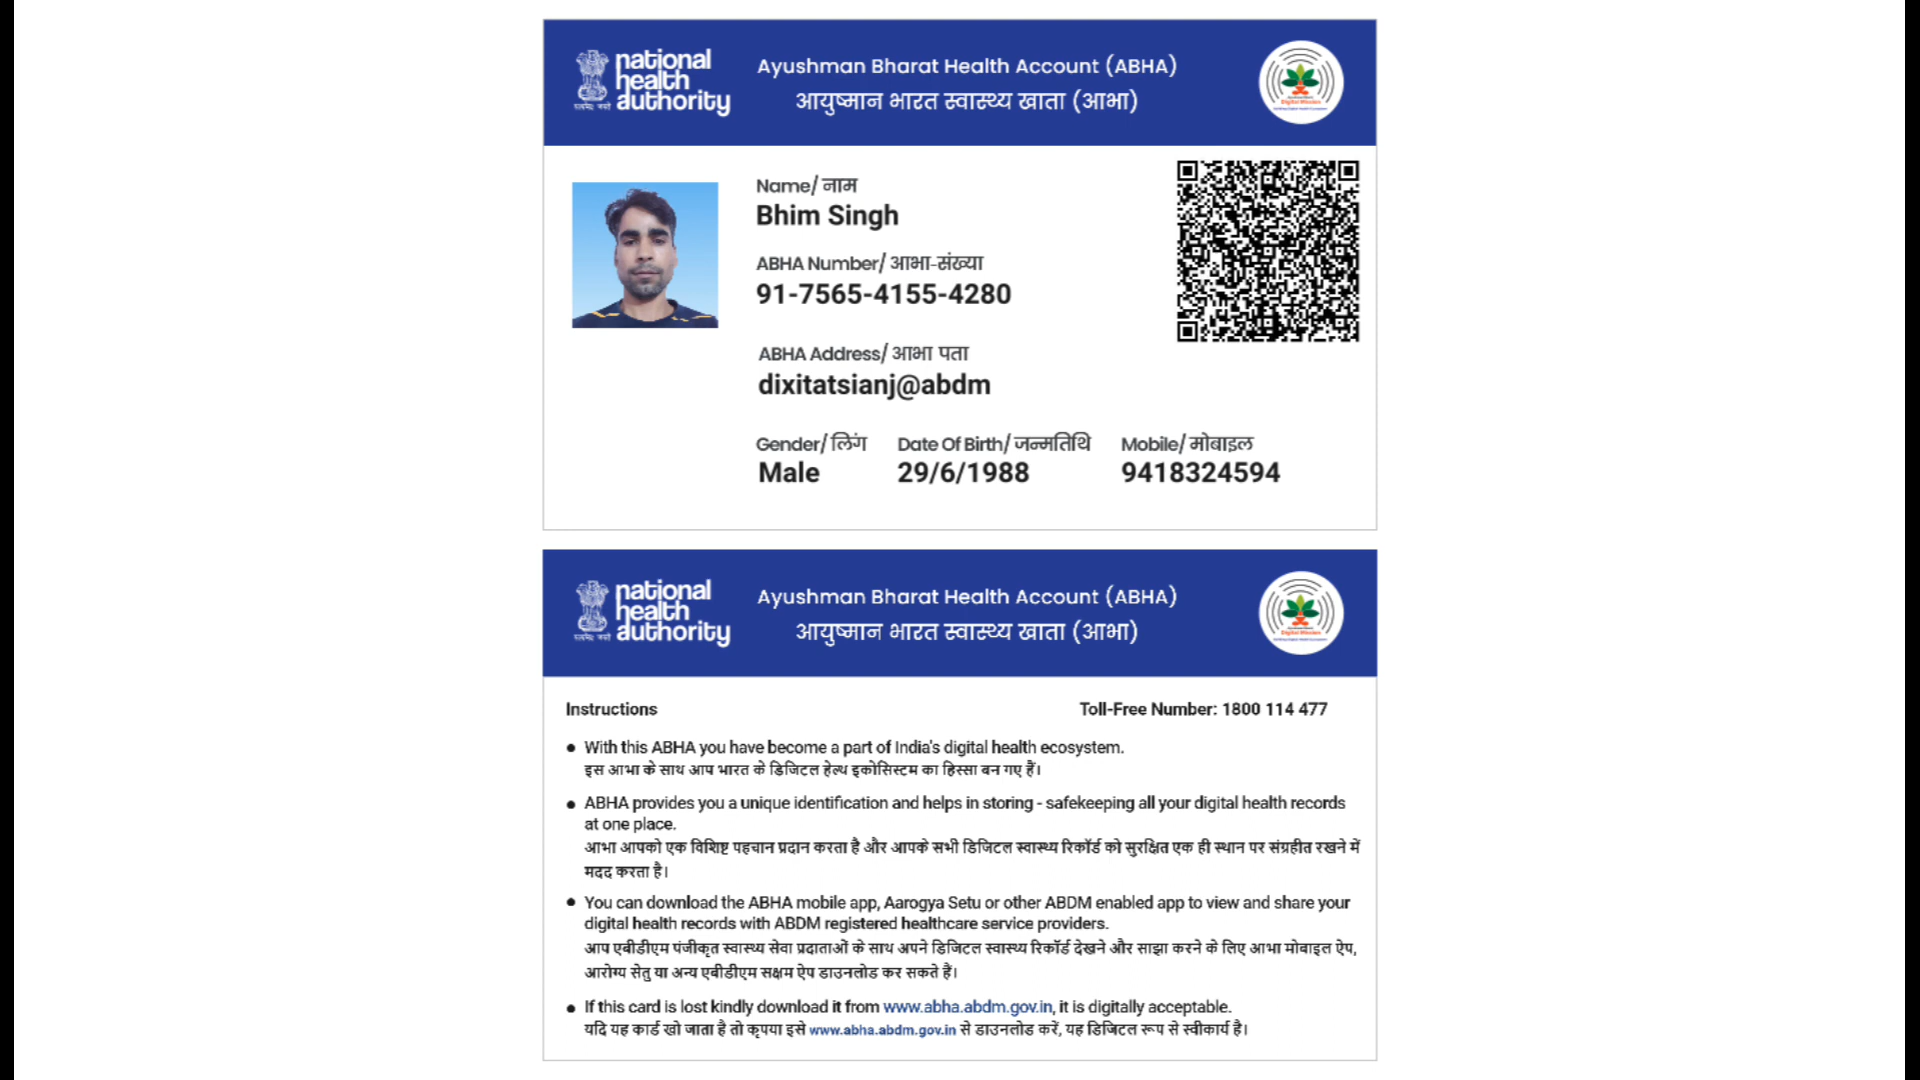 national
health
authority
सत्यमेव जयते
Ayushman Bharat Health Account (ABHA)
आयुष्मान भारत स्वास्थ्य खाता (आभा)
Digital Mission
Name/ नाम
Bhim Singh
ABHA Number/ आभा-संख्या
91-7565-4155-4280
ABHA Address/ आभा पता
dixitatsianj@abdm
Gender/ लिंग Date Of Birth/ जन्मतिथि Mobile/ मोबाइल
Male 29/6/1988 9418324594
national
health
authority
सत्यमेव जयते
Ayushman Bharat Health Account (ABHA)
आयुष्मान भारत स्वास्थ्य खाता (आभा)
Digital Mission
Instructions Toll-Free Number: 1800 114 477
● With this ABHA you have become a part of India's digital health ecosystem.
इस आभा के साथ आप भारत के डिजिटल हेल्थ इकोसिस्टम का हिस्सा बन गए हैं।
● ABHA provides you a unique identification and helps in storing - safekeeping all your digital health records
at one place.
आभा आपको एक विशिष्ट पहचान प्रदान करता है और आपके सभी डिजिटल स्वास्थ्य रिकॉर्ड को सुरक्षित एक ही स्थान पर संग्रहीत रखने में
मदद करता है।
● You can download the ABHA mobile app, Aarogya Setu or other ABDM enabled app to view and share your
digital health records with ABDM registered healthcare service providers.
आप एबीडीएम पंजीकृत स्वास्थ्य सेवा प्रदाताओं के साथ अपने डिजिटल स्वास्थ्य रिकॉर्ड देखने और साझा करने के लिए आभा मोबाइल ऐप,
आरोग्य सेतु या अन्य एबीडीएम सक्षम ऐप डाउनलोड कर सकते हैं।
● If this card is lost kindly download it from www.abha.abdm.gov.in, it is digitally acceptable.
यदि यह कार्ड खो जाता है तो कृपया इसे www.abha.abdm.gov.in से डाउनलोड करें, यह डिजिटल रूप से स्वीकार्य है।